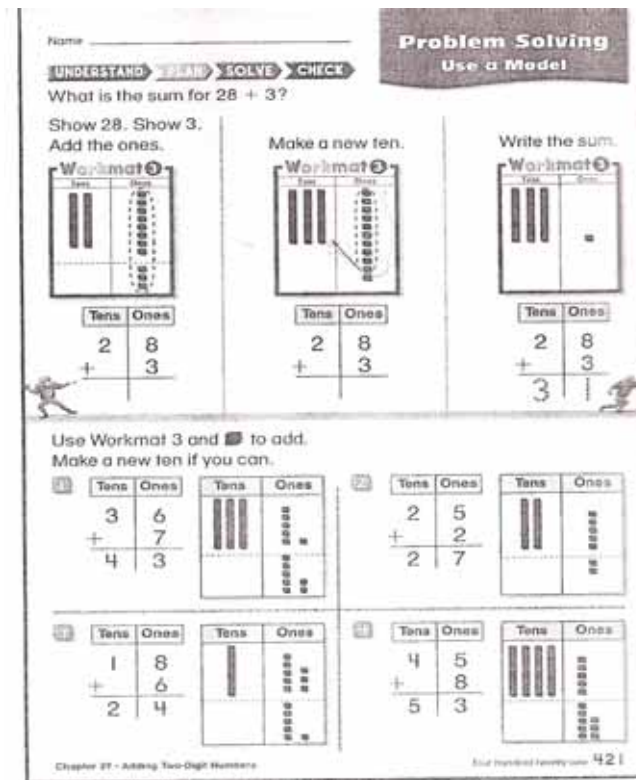 Name
Problem Solving
Use a Model
UNDERSTAND PLAN SOLVE CHECK
What is the sum for 28 + 3?
Show 28. Show 3.
Add the ones.
Workmat 3
Tens Ones
Tens Ones
2 8
+ 3
Make a new ten.
Workmat 3
Tens Ones
Tens Ones
2 8
+ 3
Write the sum.
Workmat 3
Tens Ones
Tens Ones
2 8
+ 3
3 1
Use Workmat 3 and to add.
Make a new ten if you can.
Tens Ones Tens Ones
3 6
+ 7
4 3
Tens Ones Tens Ones
2 5
+ 2
2 7
Tens Ones Tens Ones
1 8
+ 6
2 4
Tens Ones Tens Ones
4 5
+ 8
5 3
Chapter 27 - Adding Two-Digit Numbers
four hundred twenty-one 421